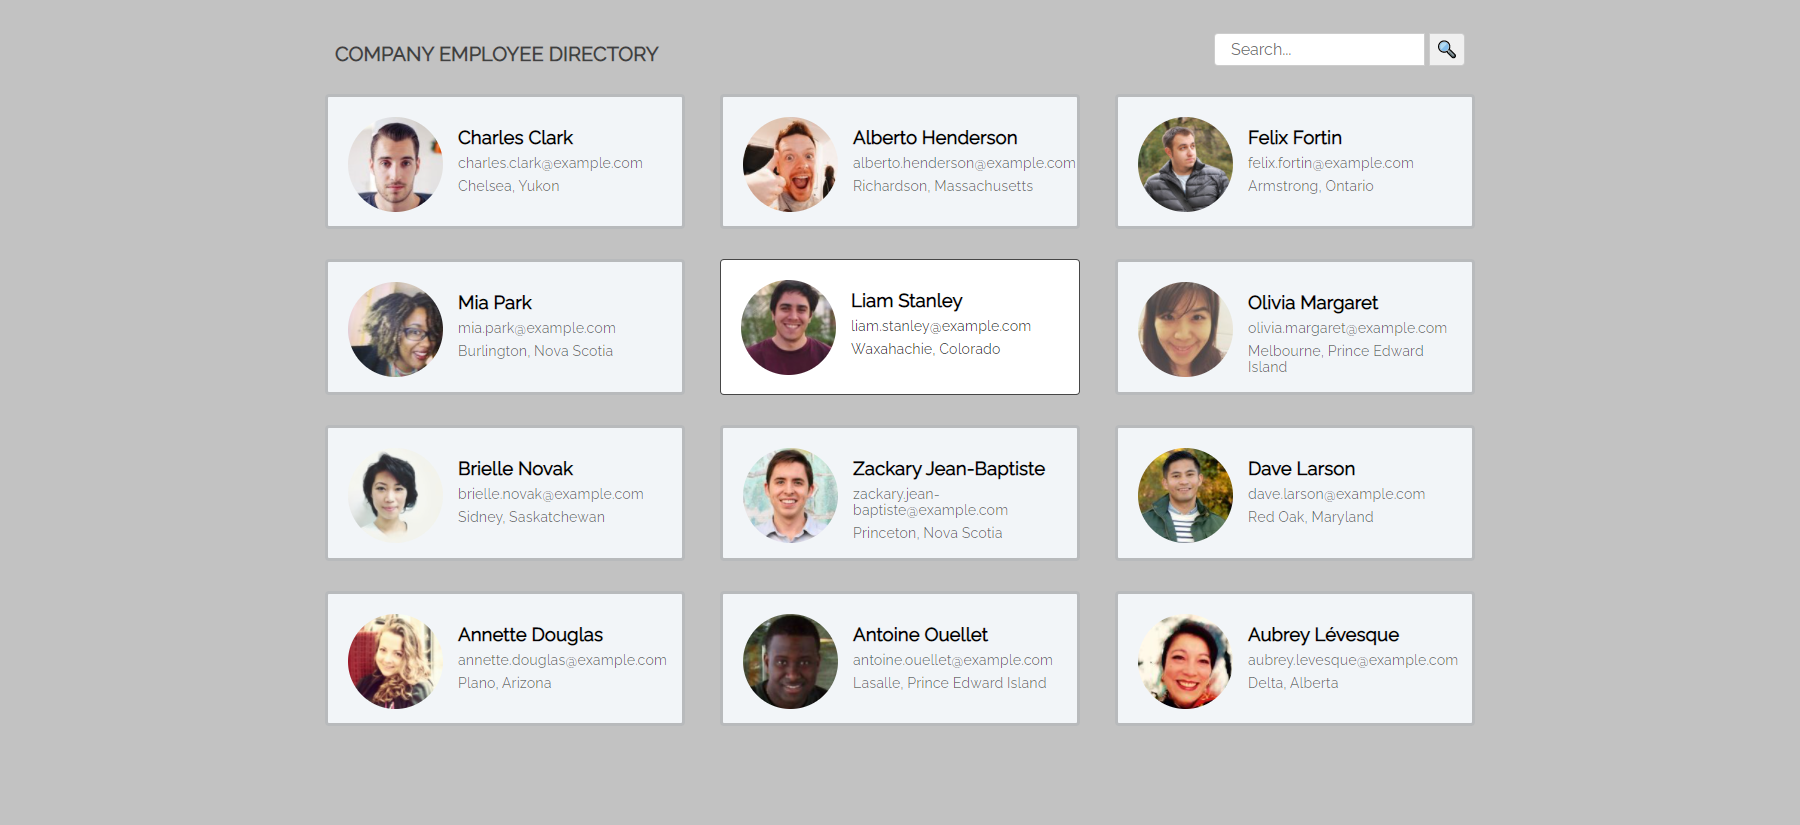 COMPANY EMPLOYEE DIRECTORY
Search...
Charles Clark
charles.clark@example.com
Chelsea, Yukon
Alberto Henderson
alberto.henderson@example.com
Richardson, Massachusetts
Felix Fortin
felix.fortin@example.com
Armstrong, Ontario
Mia Park
mia.park@example.com
Burlington, Nova Scotia
Liam Stanley
liam.stanley@example.com
Waxahachie, Colorado
Olivia Margaret
olivia.margaret@example.com
Melbourne, Prince Edward
Island
Brielle Novak
brielle.novak@example.com
Sidney, Saskatchewan
Zackary Jean-Baptiste
zackary.jean-
baptiste@example.com
Princeton, Nova Scotia
Dave Larson
dave.larson@example.com
Red Oak, Maryland
Annette Douglas
annette.douglas@example.com
Plano, Arizona
Antoine Ouellet
antoine.ouellet@example.com
Lasalle, Prince Edward Island
Aubrey Lévesque
aubrey.levesque@example.com
Delta, Alberta